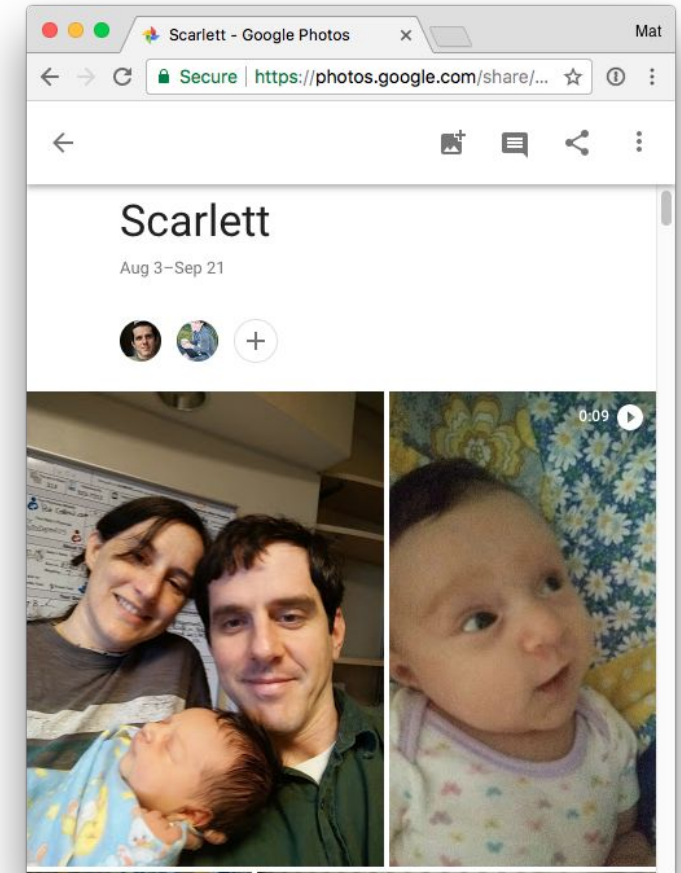 Scarlett - Google Photos
Mat
Secure https://photos.google.com/share/...
Scarlett
Aug 3–Sep 21
0:09